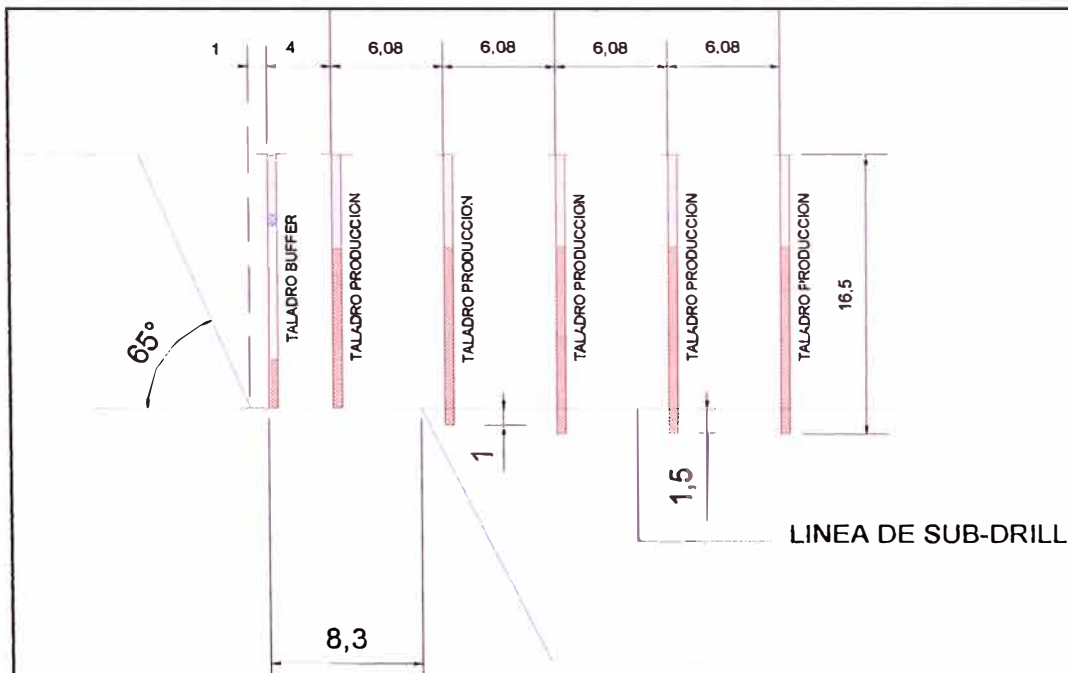 1
4
6,08
6,08
6,08
6,08
TALADRO BUFFER
TALADRO PRODUCCION
TALADRO PRODUCCION
TALADRO PRODUCCION
TALADRO PRODUCCION
TALADRO PRODUCCION
16,5
65°
1
1,5
LINEA DE SUB-DRILL
8,3